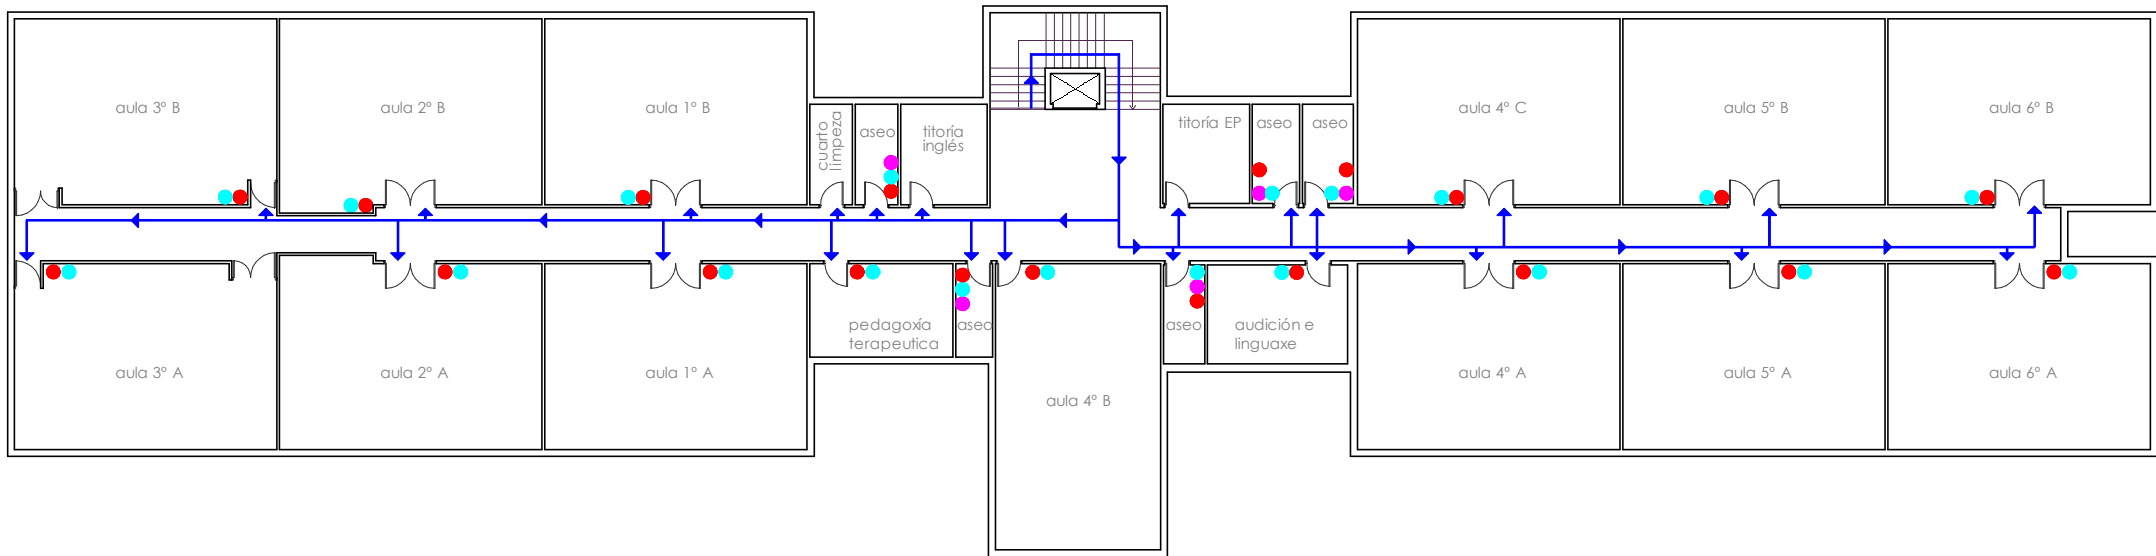 aula 3º B
aula 2º B
aula 1º B
cuarto
limpeza
aseo
titoría
inglés
titoría EP
aseo
aseo
aula 4º C
aula 5º B
aula 6º B
aula 3º A
aula 2º A
aula 1º A
pedagoxía
terapeutica
aseo
aula 4º B
aseo
audición e
linguaxe
aula 4º A
aula 5º A
aula 6º A